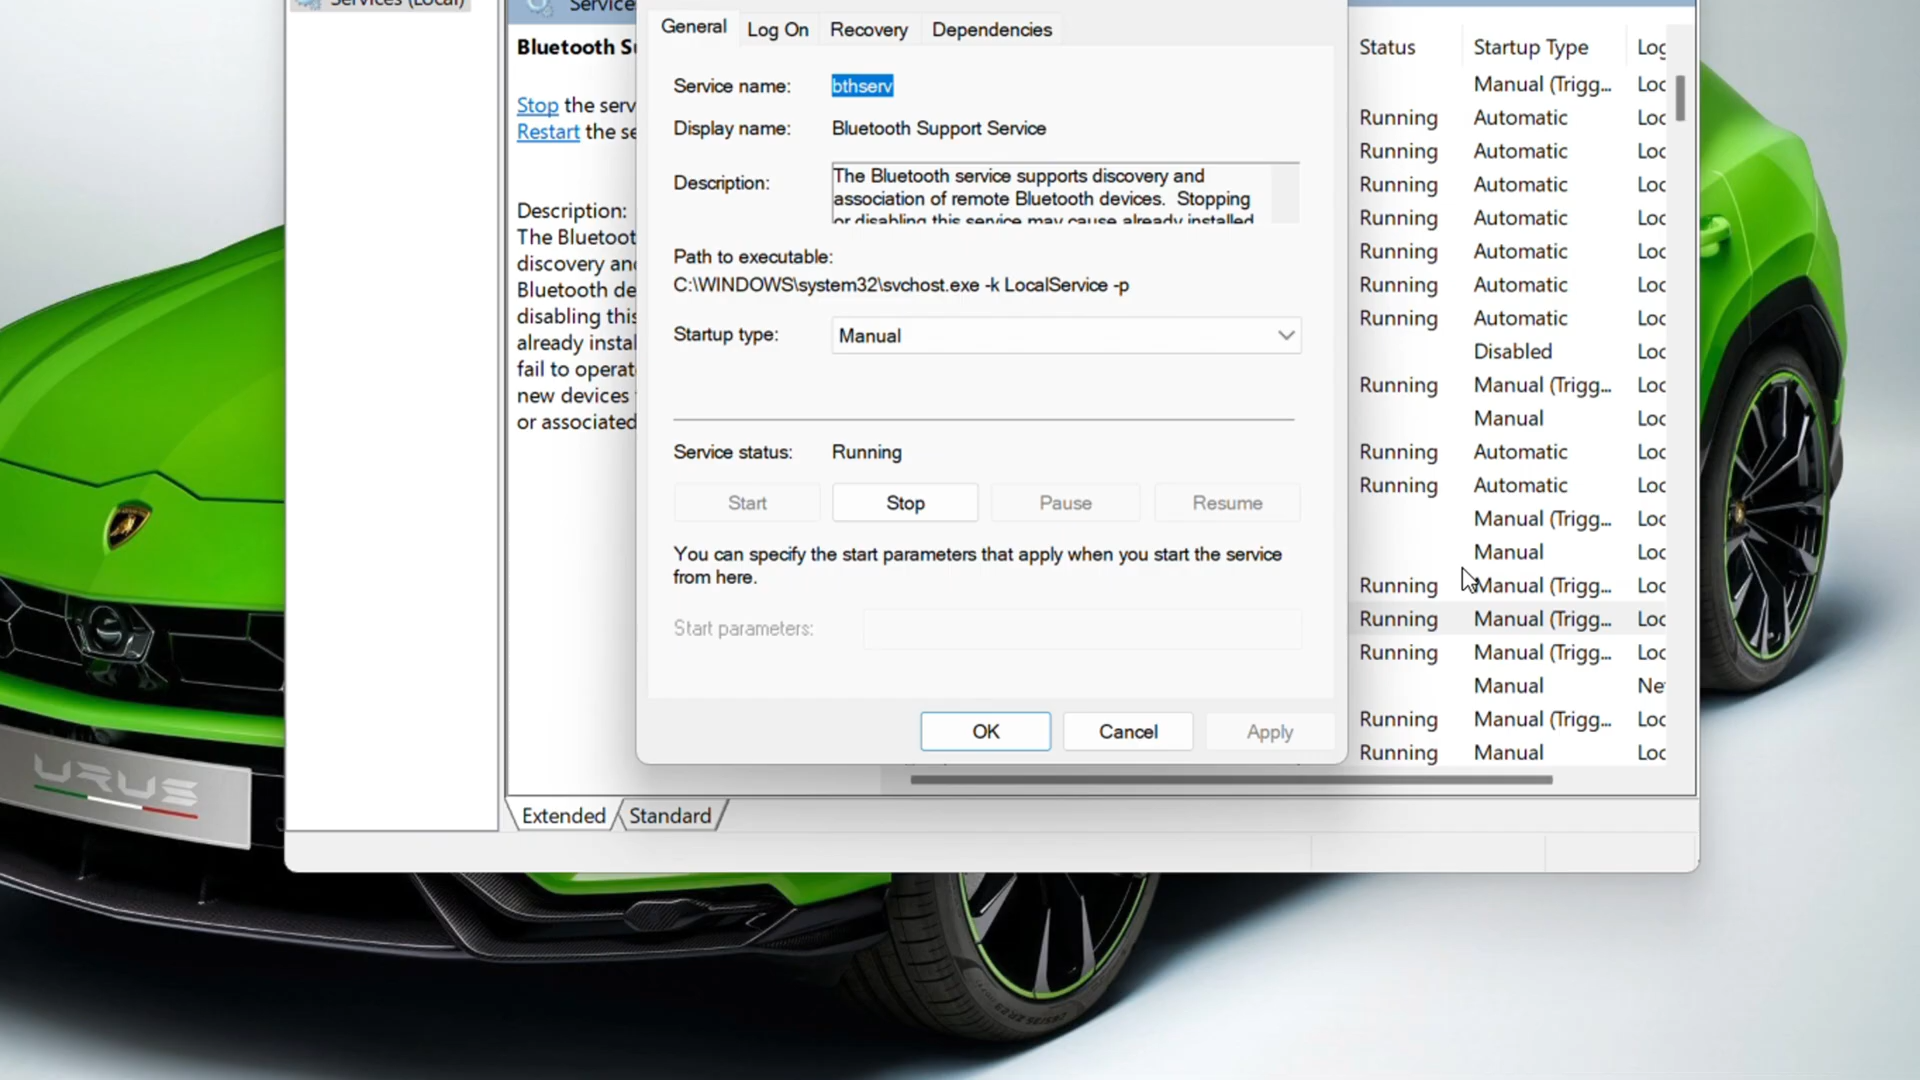 Services (Local)
Service
Bluetooth Su
Stop the serv
Restart the se
Description:
The Bluetoot
discovery and
Bluetooth de
disabling this
already instal
fail to operat
new devices
or associated
General
Log On
Recovery
Dependencies
Service name:
bthserv
Display name:
Bluetooth Support Service
Description:
The Bluetooth service supports discovery and
association of remote Bluetooth devices. Stopping
or disabling this service may cause already installed
Path to executable:
C:\WINDOWS\system32\svchost.exe -k LocalService -p
Startup type:
Manual
Service status:
Running
Start
Stop
Pause
Resume
You can specify the start parameters that apply when you start the service
from here.
Start parameters:
OK
Cancel
Apply
Status Startup Type Log
Manual (Trigg... Loc
Running Automatic Loc
Running Automatic Loc
Running Automatic Loc
Running Automatic Loc
Running Automatic Loc
Running Automatic Loc
Running Automatic Loc
Disabled Loc
Running Manual (Trigg... Loc
Manual Loc
Running Automatic Loc
Running Automatic Loc
Manual (Trigg... Loc
Manual Loc
Running Manual (Trigg... Loc
Running Manual (Trigg... Loc
Running Manual (Trigg... Loc
Manual Ne
Running Manual (Trigg... Loc
Running Manual Loc
Extended
Standard
URUS